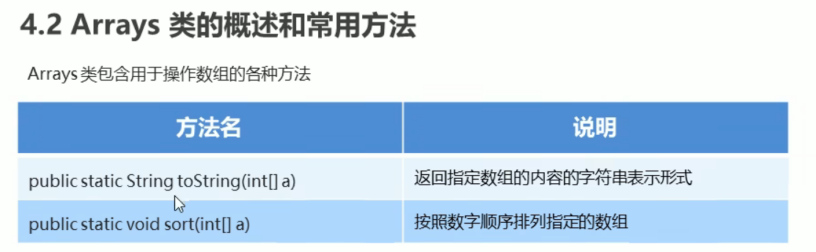 4.2 Arrays 类的概述和常用方法
Arrays 类包含用于操作数组的各种方法
方法名 说明
public static String toString(int[] a) 返回指定数组的内容的字符串表示形式
public static void sort(int[] a) 按照数字顺序排列指定的数组